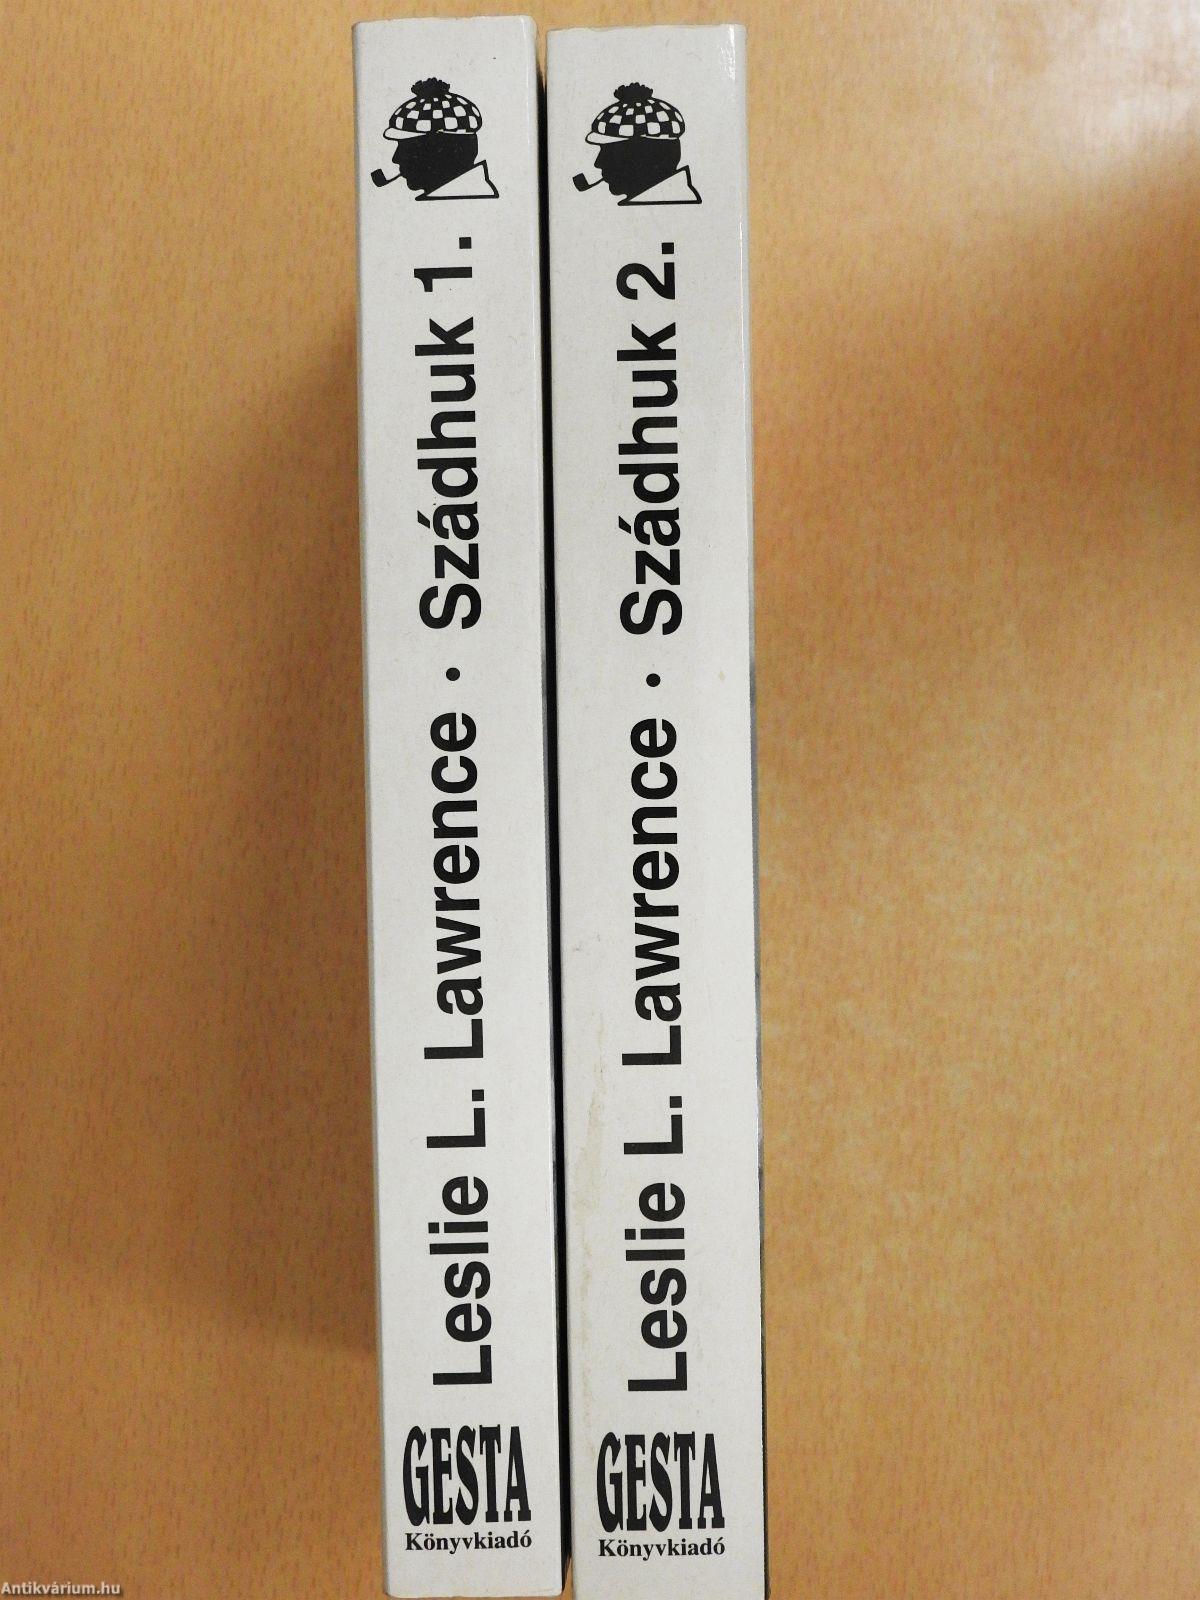 Leslie L. Lawrence · Szádhuk 1.
GESTA
Könyvkiadó
Leslie L. Lawrence · Szádhuk 2.
GESTA
Könyvkiadó
Antikvárium.hu